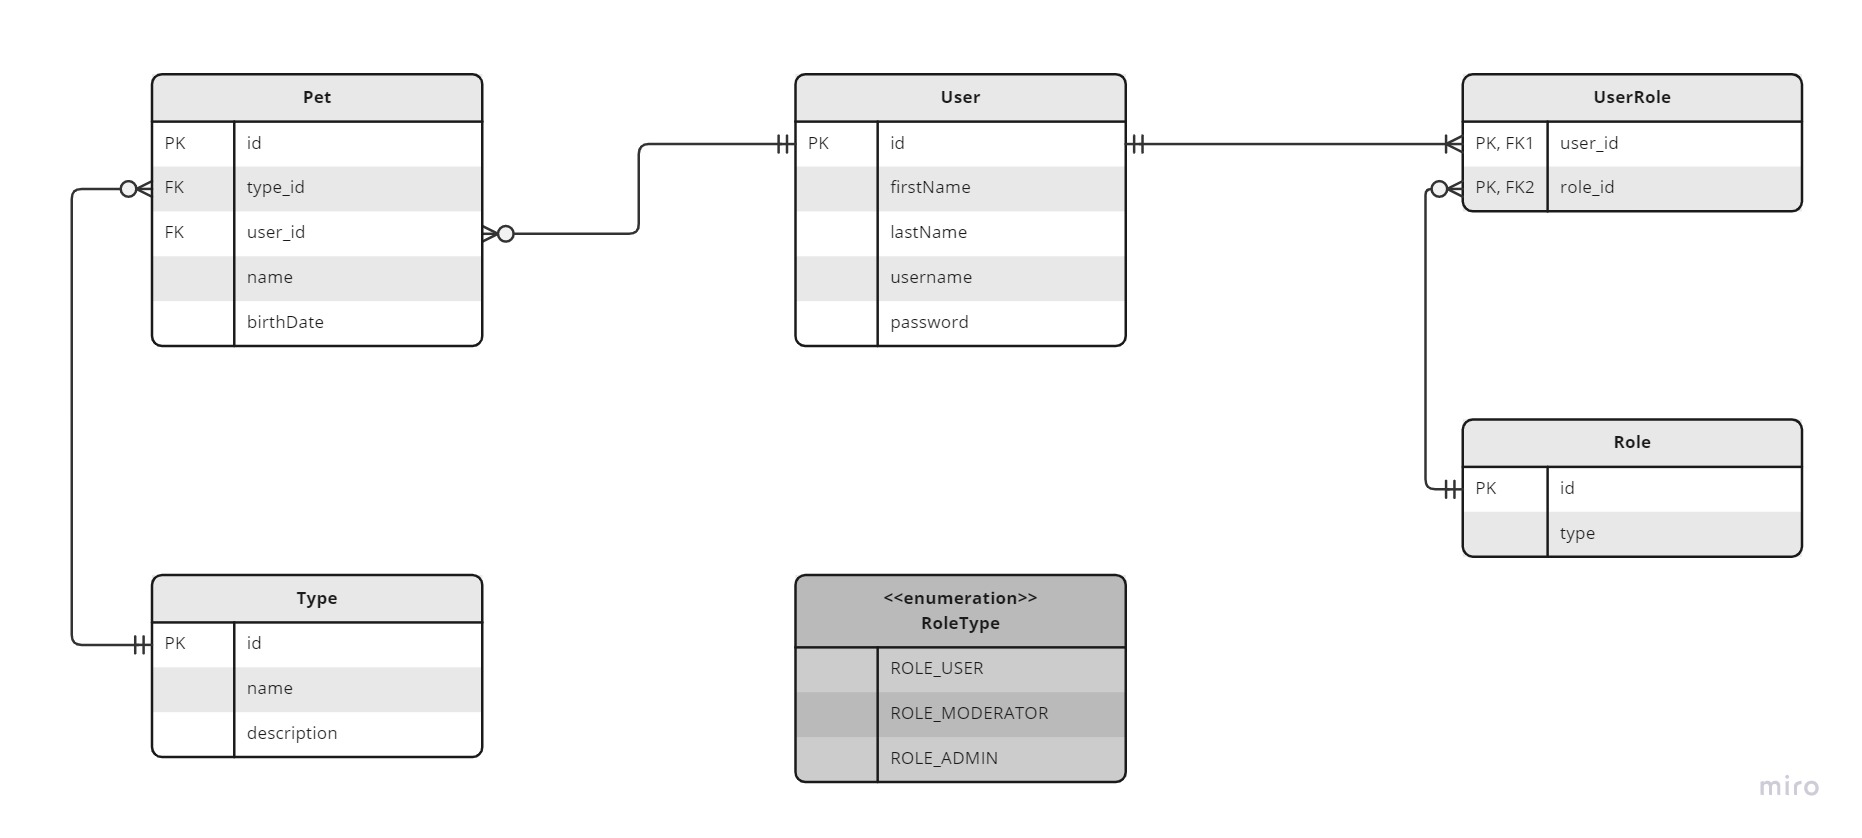 Pet
PK id
FK type_id
FK user_id
name
birthDate
User
PK id
firstName
lastName
username
password
UserRole
PK, FK1 user_id
PK, FK2 role_id
Role
PK id
type
Type
PK id
name
description
<<enumeration>>
RoleType
ROLE_USER
ROLE_MODERATOR
ROLE_ADMIN
miro